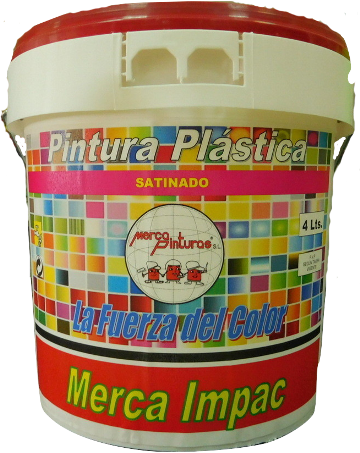 Pintura Plástica
SATINADO
Merca
Pinturas S.L.
4 Lts.
La Fuerza del Color
Merca Impac